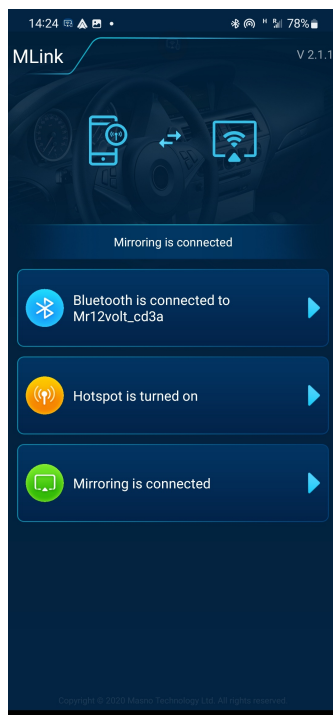 14:24
H R 78%
MLink
V 2.1.1
Mirroring is connected
Bluetooth is connected to
Mr12volt_cd3a
Hotspot is turned on
Mirroring is connected
Copyright © 2020 Masno Technology Ltd. All rights reserved.